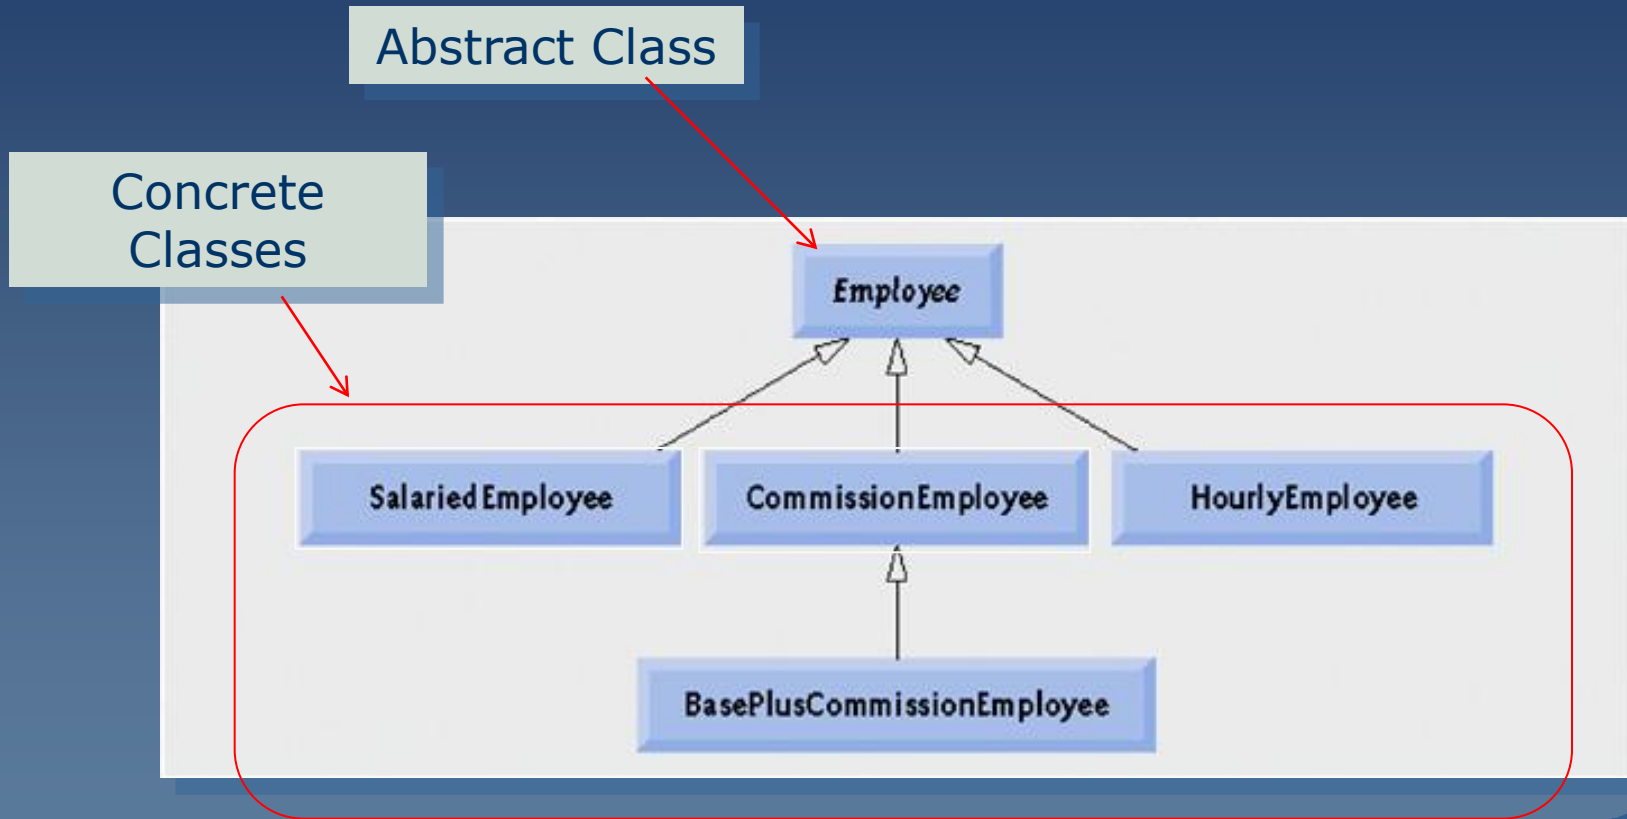 Abstract Class
Concrete
Classes
Employee
SalariedEmployee
CommissionEmployee
HourlyEmployee
BasePlusCommissionEmployee